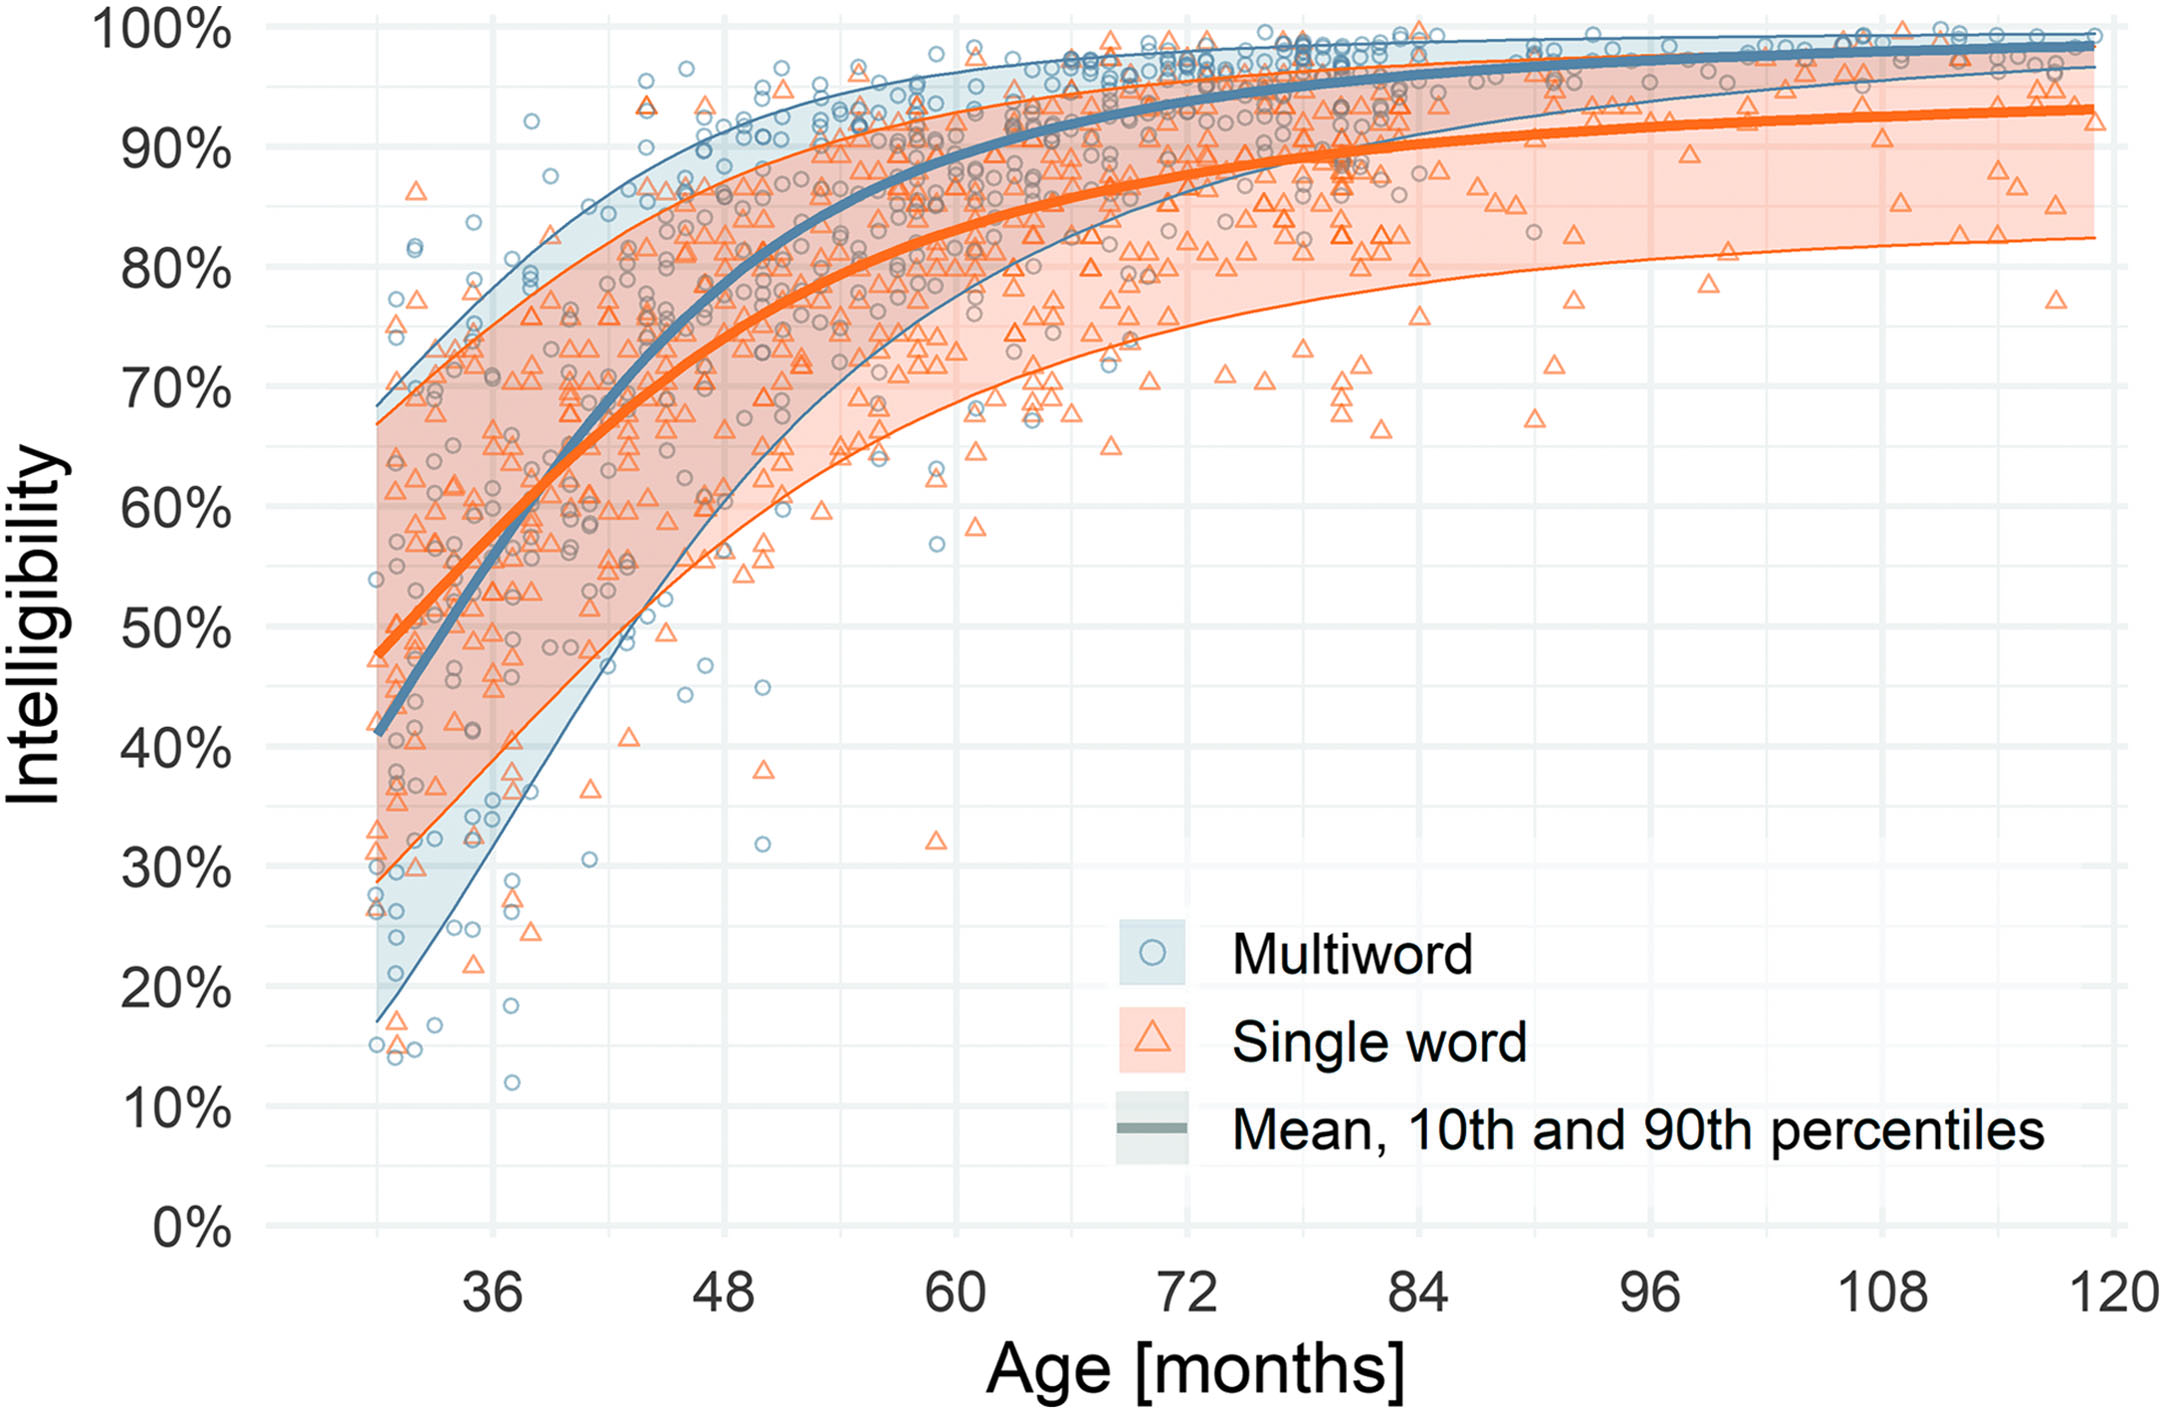 100%
90%
80%
70%
60%
50%
40%
30%
20%
10%
0%
Intelligibility
Multiword
Single word
Mean, 10th and 90th percentiles
36 48 60 72 84 96 108 120
Age [months]